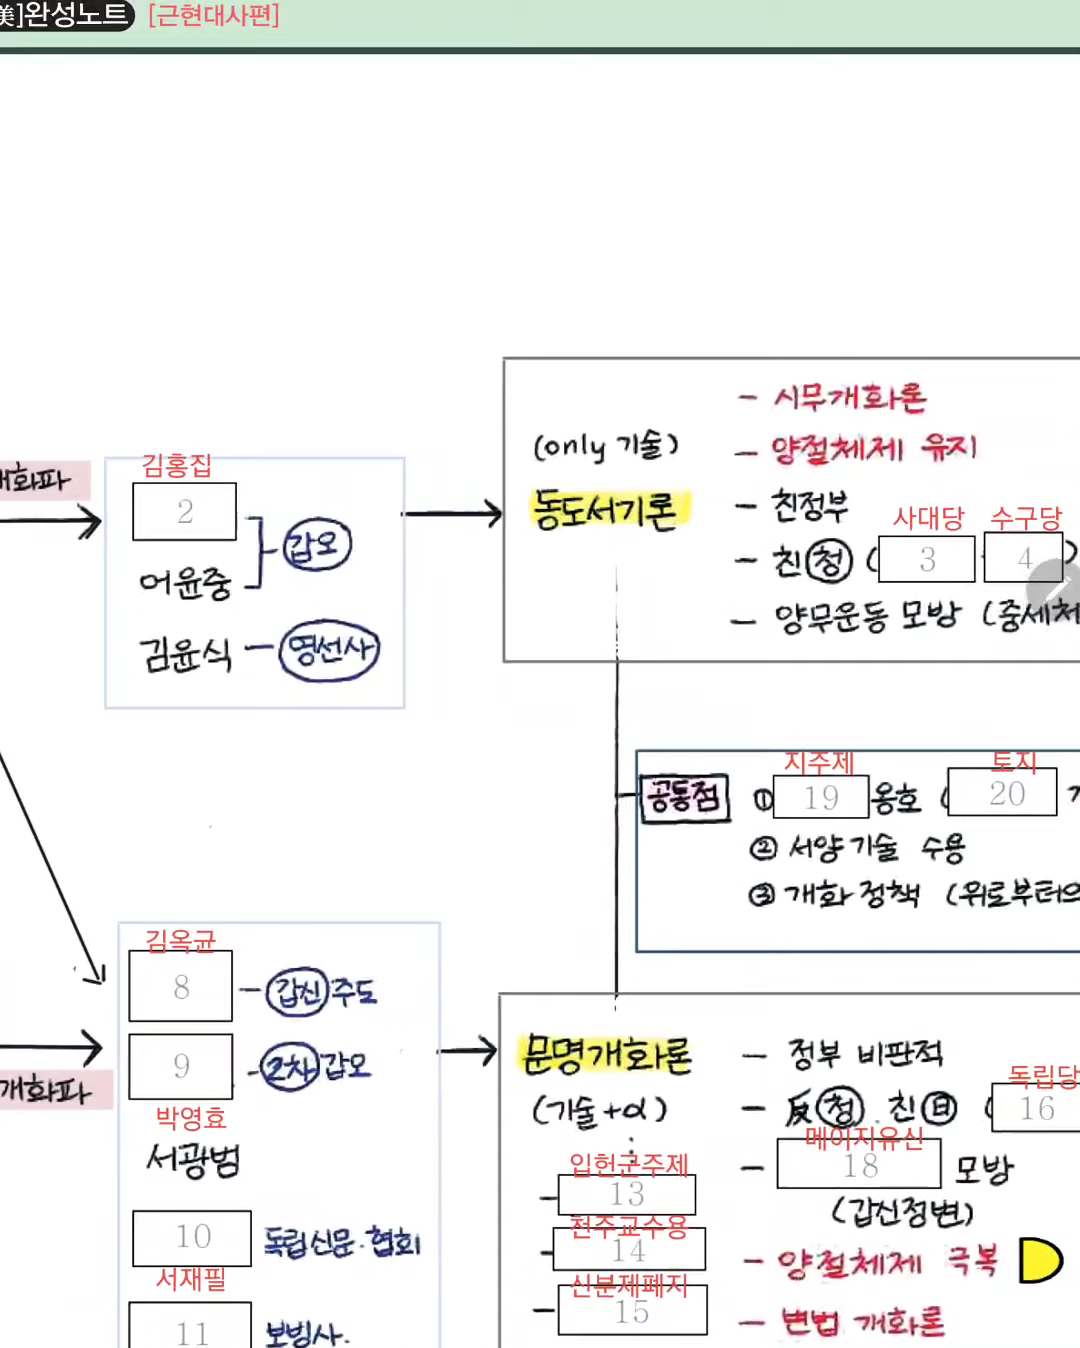 美]완성노트 [근현대사편]
개화파
김홍집
2
어윤중
갑오
김윤식 - 영선사
(only 기술)
동도서기론
- 시무개화론
- 양절체제 유지
- 친정부
사대당 수구당
- 친청 ( 3 4 )
- 양무운동 모방 (중세체
공통점
지주제 토지
① 19 옹호 ( 20
② 서양기술 수용
③ 개화정책 (위로부터의
개화파
김옥균
8 - 갑신 주도
9 - 2차 갑오
박영효
서광범
10 독립신문·협회
서재필
11 보빙사.
문명개화론
(기술+α)
입헌군주제
- 13
천주교수용
- 14
신분제폐지
- 15
- 정부 비판적
독립당
- 反청. 친日 ( 16
메이지유신
- 18 모방
(갑신정변)
- 양절체제 극복
- 변법 개화론